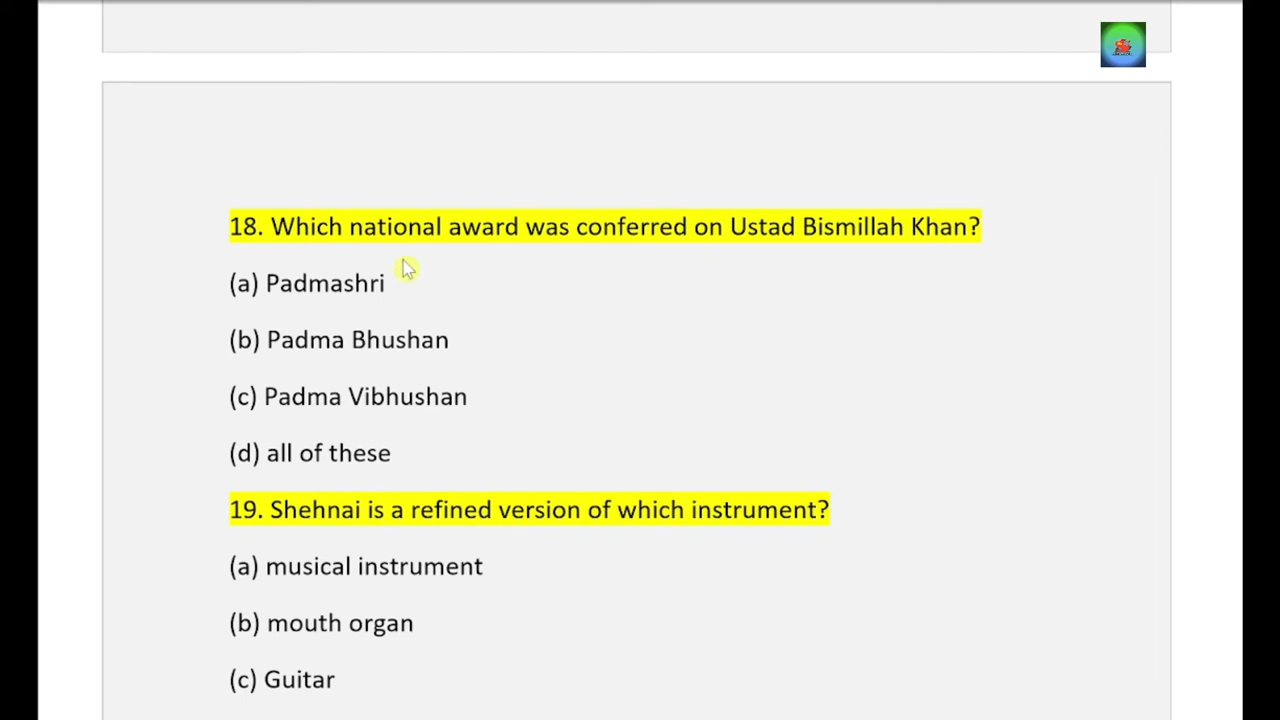 18. Which national award was conferred on Ustad Bismillah Khan?
(a) Padmashri
(b) Padma Bhushan
(c) Padma Vibhushan
(d) all of these
19. Shehnai is a refined version of which instrument?
(a) musical instrument
(b) mouth organ
(c) Guitar